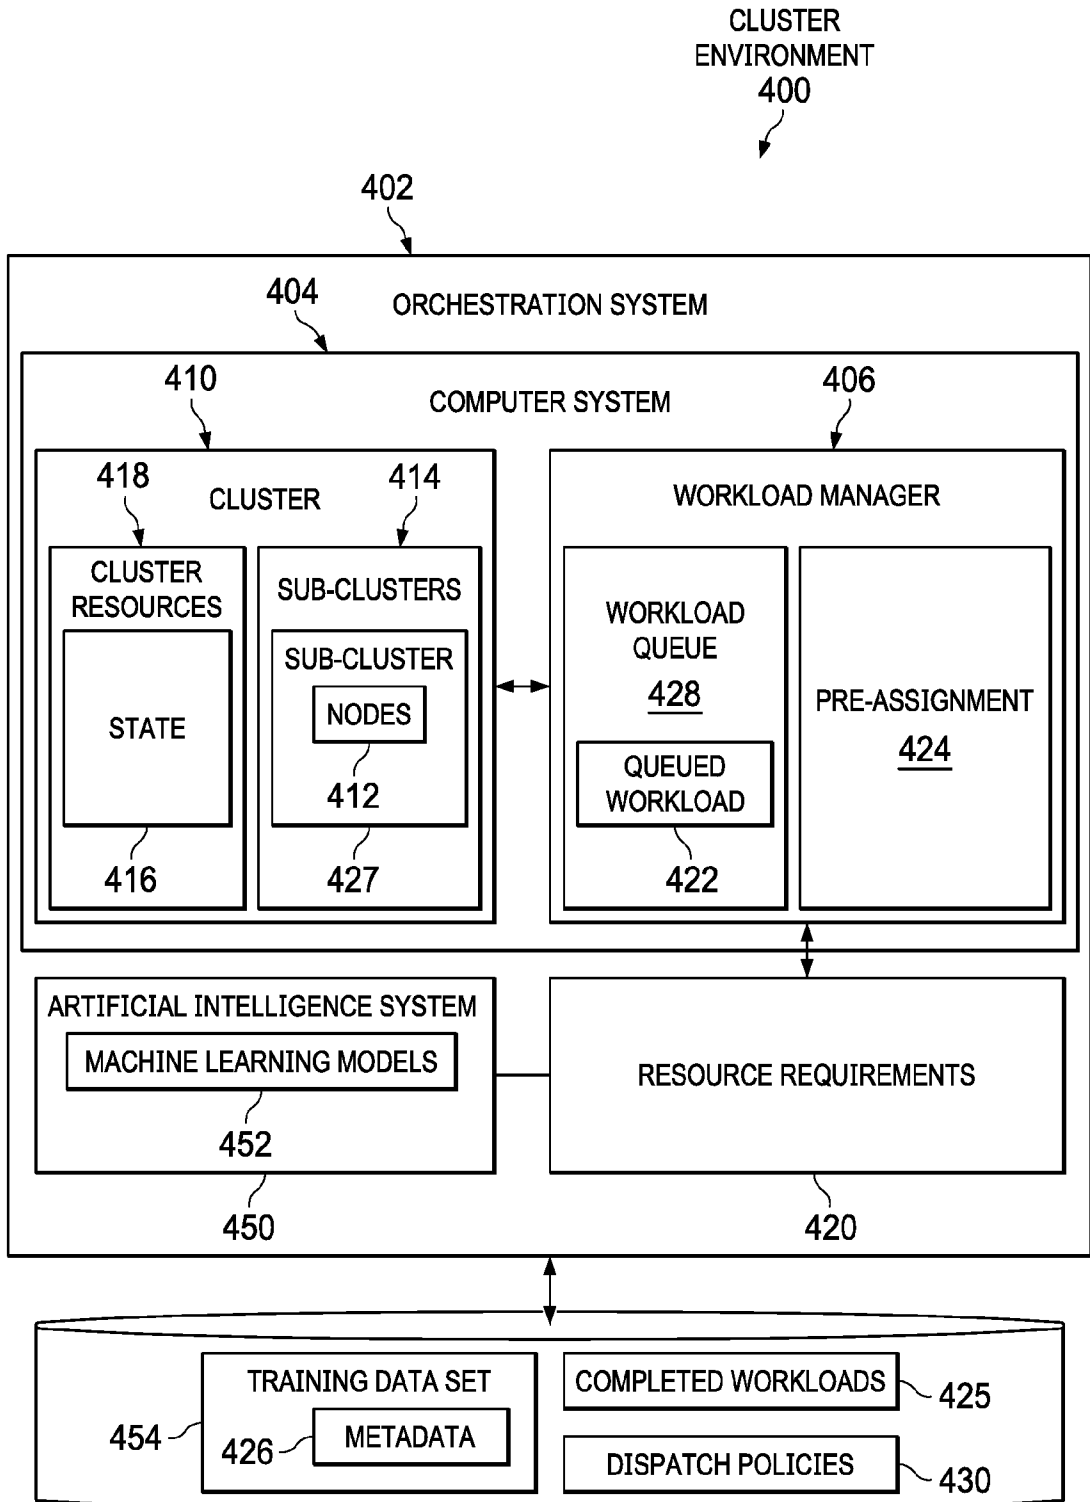 CLUSTER
ENVIRONMENT
400
402
404
ORCHESTRATION SYSTEM
410
COMPUTER SYSTEM
406
418
CLUSTER
414
WORKLOAD MANAGER
CLUSTER
RESOURCES
STATE
416
SUB-CLUSTERS
SUB-CLUSTER
NODES
412
427
WORKLOAD
QUEUE
428
QUEUED
WORKLOAD
422
PRE-ASSIGNMENT
424
ARTIFICIAL INTELLIGENCE SYSTEM
MACHINE LEARNING MODELS
452
450
RESOURCE REQUIREMENTS
420
TRAINING DATA SET
454
METADATA
426
COMPLETED WORKLOADS
425
DISPATCH POLICIES
430